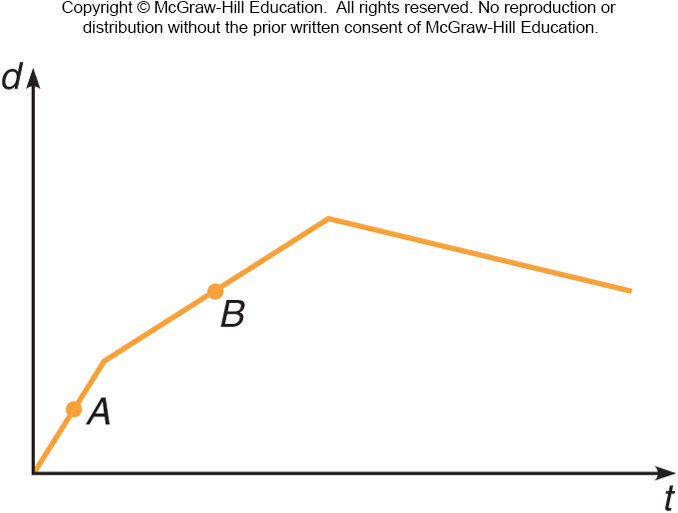 Copyright © McGraw-Hill Education.  All rights reserved. No reproduction or
distribution without the prior written consent of McGraw-Hill Education.
d
B
A
t